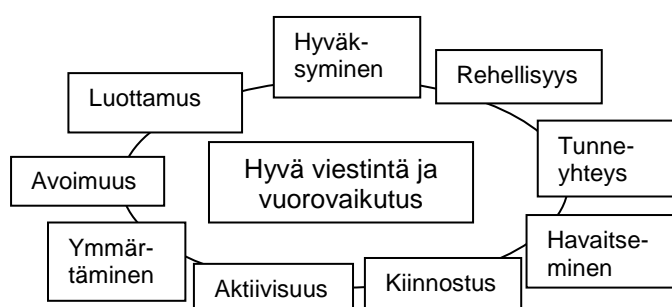 Hyväk-
syminen
Rehellisyys
Luottamus
Tunne-
yhteys
Hyvä viestintä ja
vuorovaikutus
Avoimuus
Havaitse-
minen
Ymmär-
täminen
Kiinnostus
Aktiivisuus